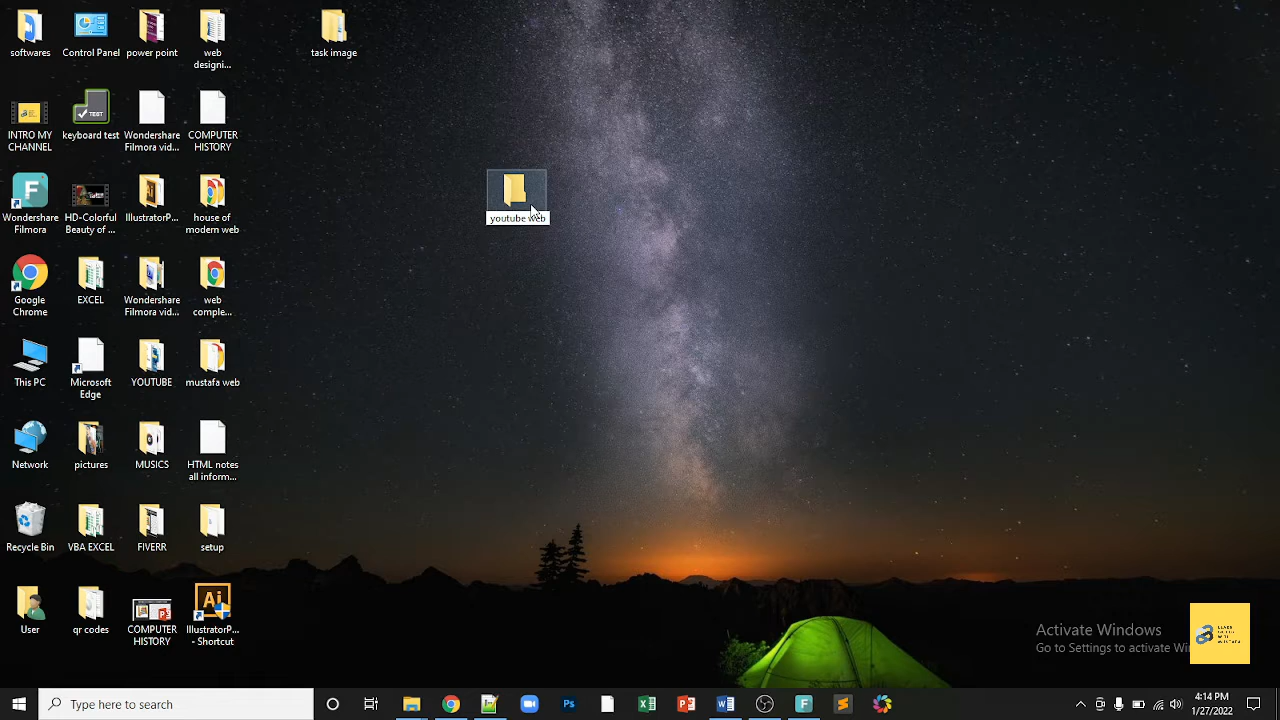 softwares
Control Panel
power point
web
designi...
task image
INTRO MY
CHANNEL
TEST
keyboard test
Wondershare
Filmora vid...
COMPUTER
HISTORY
Wondershare
Filmora
HD-Colorful
Beauty of ...
IllustratorP...
house of
modern web
youtube web
Google
Chrome
EXCEL
Wondershare
Filmora vid...
web
comple...
This PC
Microsoft
Edge
YOUTUBE
mustafa web
Network
pictures
MUSICS
HTML notes
all inform...
Recycle Bin
VBA EXCEL
FIVERR
setup
User
qr codes
COMPUTER
HISTORY
Ai
IllustratorP...
- Shortcut
Activate Windows
Go to Settings to activate Wi
Type here to search
4:14 PM
1/27/2022